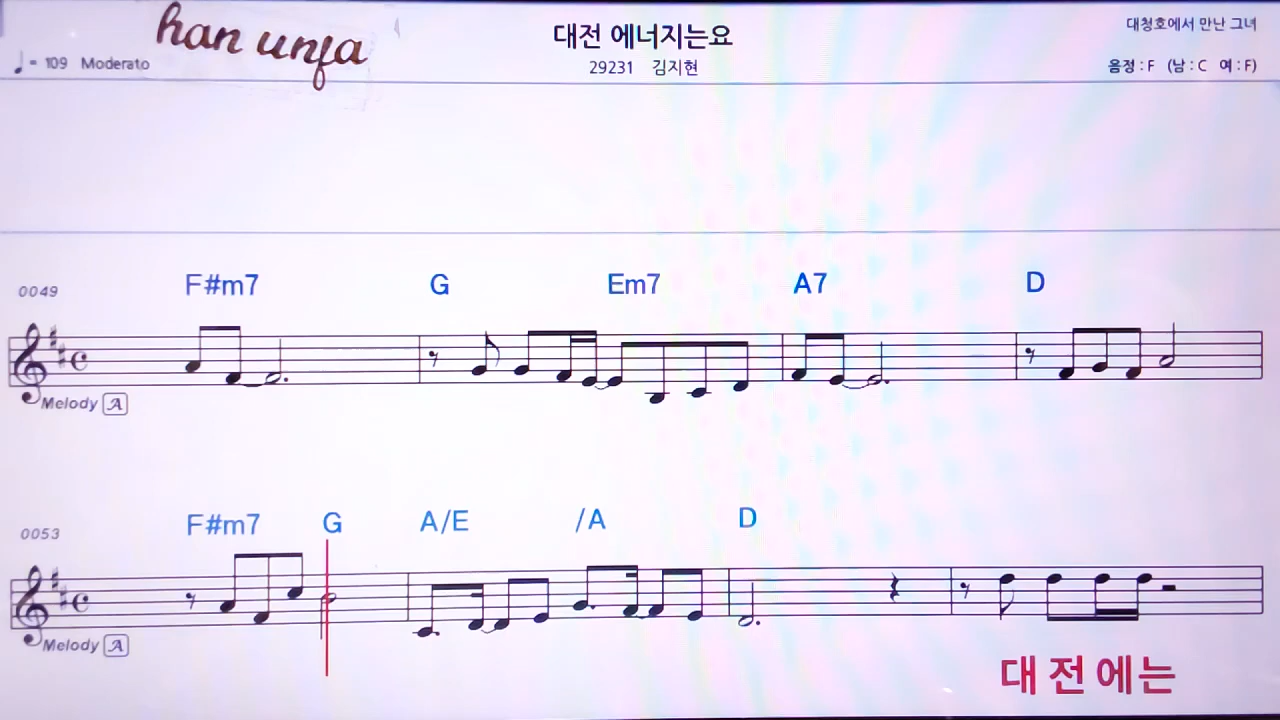 han unfa
대전 에너지는요
대청호에서 만난 그녀
♩= 109 Moderato
29231 김지현
음정 : F (남 : C 여 : F)
0049
F#m7 G Em7 A7 D
Melody A
0053
F#m7 G A/E /A D
Melody A
대 전 에 는